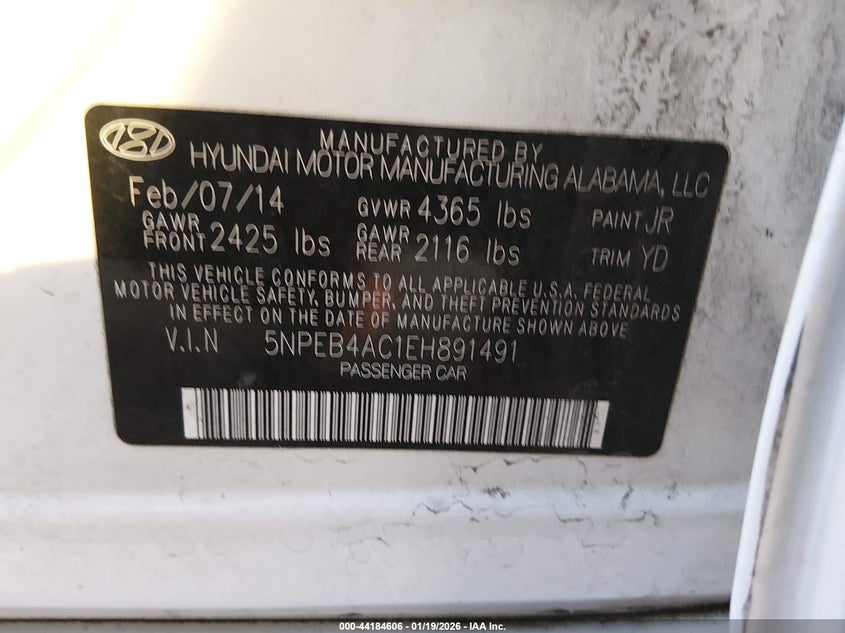 MANUFACTURED BY
HYUNDAI MOTOR MANUFACTURING ALABAMA, LLC
Feb/07/14 GVWR 4365 lbs PAINT JR
GAWR FRONT 2425 lbs GAWR REAR 2116 lbs TRIM YD
THIS VEHICLE CONFORMS TO ALL APPLICABLE U.S.A. FEDERAL
MOTOR VEHICLE SAFETY, BUMPER, AND THEFT PREVENTION STANDARDS
IN EFFECT ON THE DATE OF MANUFACTURE SHOWN ABOVE
V.I.N 5NPEB4AC1EH891491
PASSENGER CAR
000-44184606 - 01/19/2026 - IAA Inc.